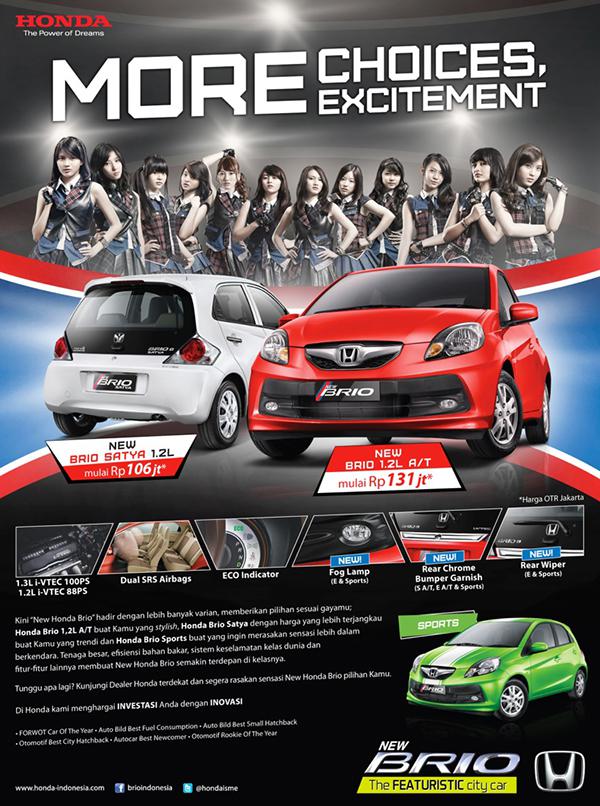 HONDA
The Power of Dreams
MORE CHOICES,
EXCITEMENT
BRIO
SATYA
NEW
BRIO
SATYA
NEW
BRIO
NEW
BRIO SATYA 1.2L
mulai Rp 106 jt*
NEW
BRIO 1.2L A/T
mulai Rp 131 jt*
*Harga OTR Jakarta
1.3L i-VTEC 100PS
1.2L i-VTEC 88PS
Dual SRS Airbags
ECO
ECO Indicator
NEW!
Fog Lamp
(E & Sports)
NEW!
Rear Chrome
Bumper Garnish
(S A/T, E A/T & Sports)
NEW!
Rear Wiper
(E & Sports)
Kini "New Honda Brio" hadir dengan lebih banyak varian, memberikan pilihan sesuai gayamu;
Honda Brio 1,2L A/T buat Kamu yang stylish, Honda Brio Satya dengan harga yang lebih terjangkau
buat Kamu yang trendi dan Honda Brio Sports buat yang ingin merasakan sensasi lebih dalam
berkendara. Tenaga besar, efisiensi bahan bakar, sistem keselamatan kelas dunia dan
fitur-fitur lainnya membuat New Honda Brio semakin terdepan di kelasnya.
Tunggu apa lagi? Kunjungi Dealer Honda terdekat dan segera rasakan sensasi New Honda Brio pilihan Kamu.
Di Honda kami menghargai INVESTASI Anda dengan INOVASI
• FORWOT Car Of The Year • Auto Bild Best Fuel Consumption • Auto Bild Best Small Hatchback
• Otomotif Best City Hatchback • Autocar Best Newcomer • Otomotif Rookie Of The Year
SPORTS
BRIO
NEW
BRIO
The FEATURISTIC city car
www.honda-indonesia.com
brioindonesia
@hondaisme